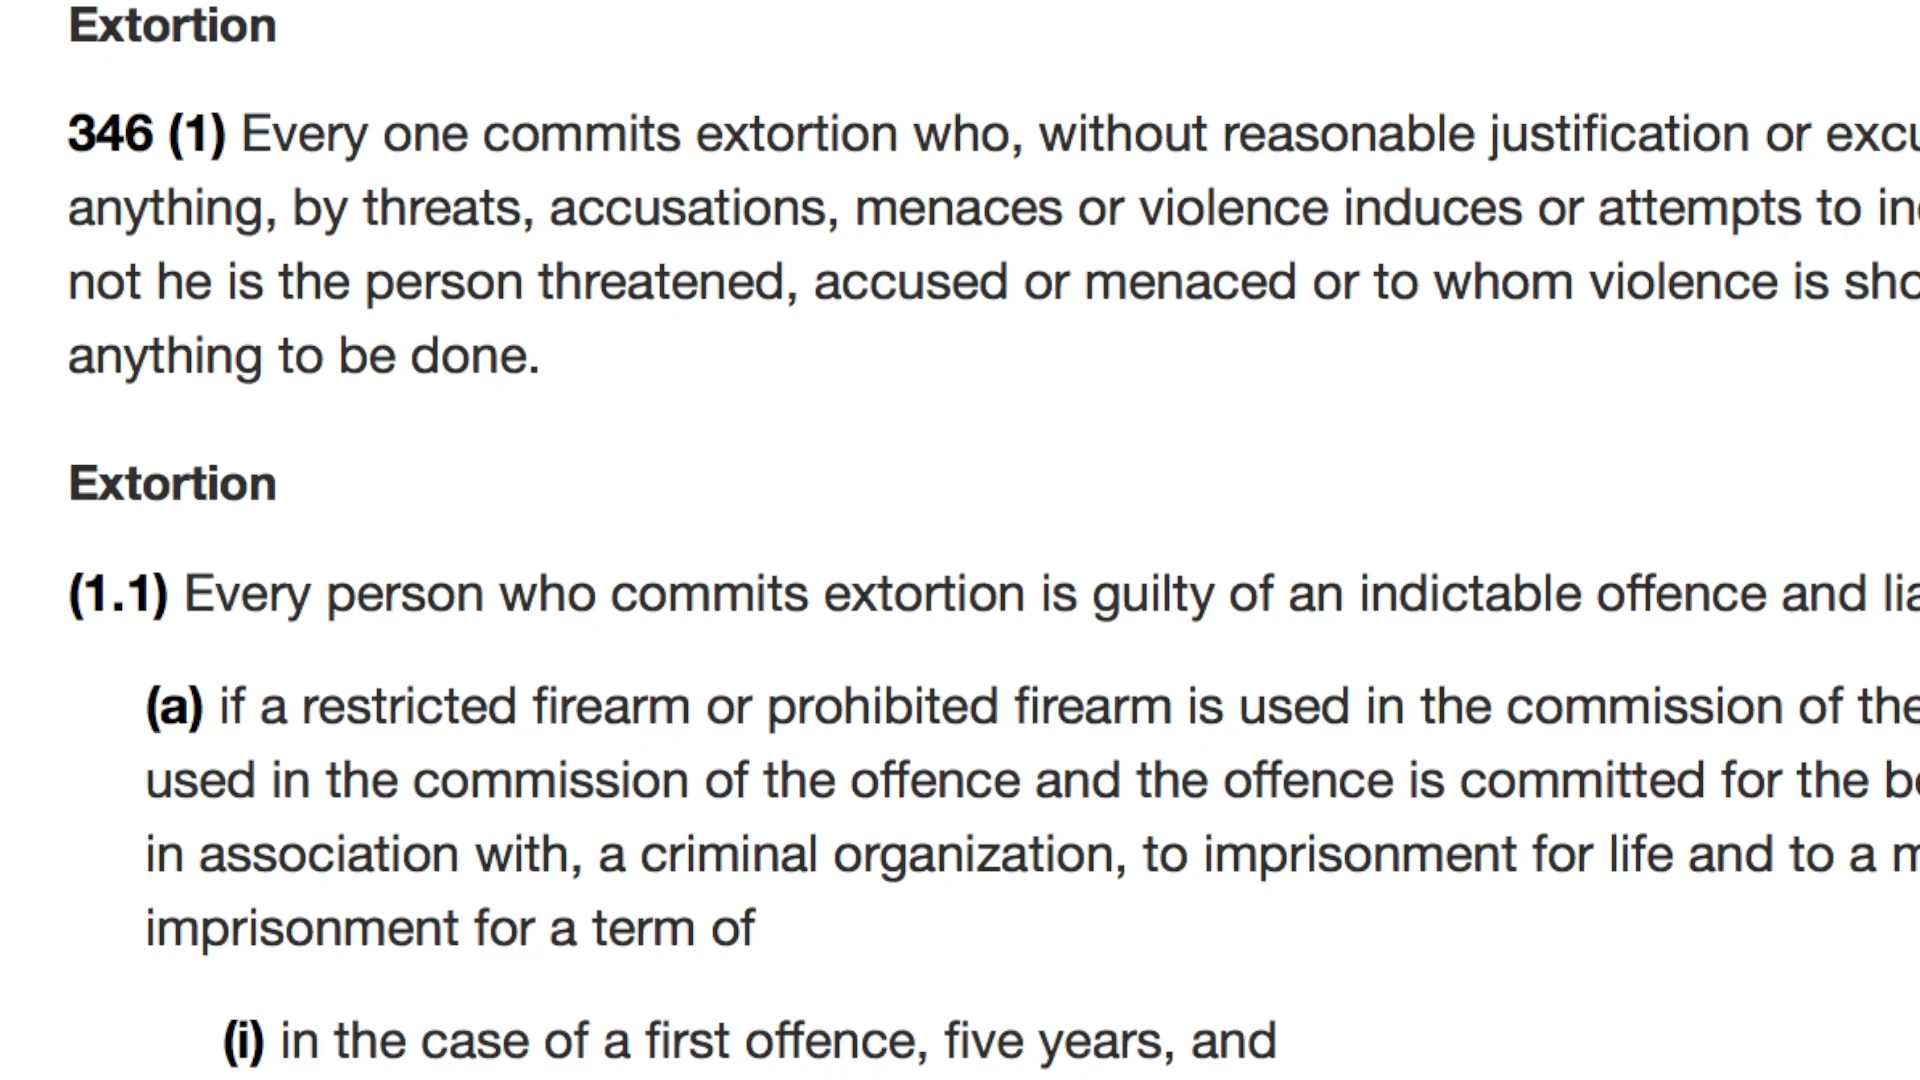 Extortion
346 (1) Every one commits extortion who, without reasonable justification or
anything, by threats, accusations, menaces or violence induces or attempts to
not he is the person threatened, accused or menaced or to whom violence is
anything to be done.
Extortion
(1.1) Every person who commits extortion is guilty of an indictable offence and
(a) if a restricted firearm or prohibited firearm is used in the commission of the
used in the commission of the offence and the offence is committed for the
in association with, a criminal organization, to imprisonment for life and to a
imprisonment for a term of
(i) in the case of a first offence, five years, and